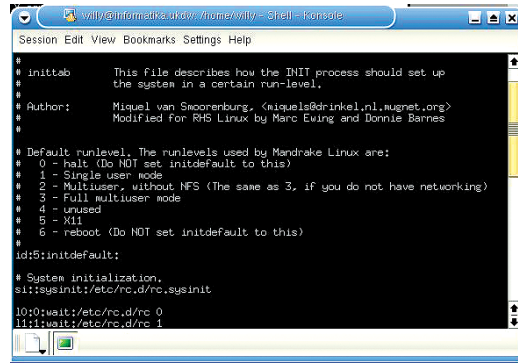 willy@informatika.ukdw: /home/willy - Shell - Konsole
Session Edit View Bookmarks Settings Help
#
# inittab This file describes how the INIT process should set up
# the system in a certain run-level.
#
# Author: Miquel van Smoorenburg, <miquels@drinkel.nl.mugnet.org>
# Modified for RHS Linux by Marc Ewing and Donnie Barnes
#
# Default runlevel. The runlevels used by Mandrake Linux are:
# 0 - halt (Do NOT set initdefault to this)
# 1 - Single user mode
# 2 - Multiuser, without NFS (The same as 3, if you do not have networking)
# 3 - Full multiuser mode
# 4 - unused
# 5 - X11
# 6 - reboot (Do NOT set initdefault to this)
#
id:5:initdefault:
# System initialization.
si::sysinit:/etc/rc.d/rc.sysinit
l0:0:wait:/etc/rc.d/rc 0
l1:1:wait:/etc/rc.d/rc 1